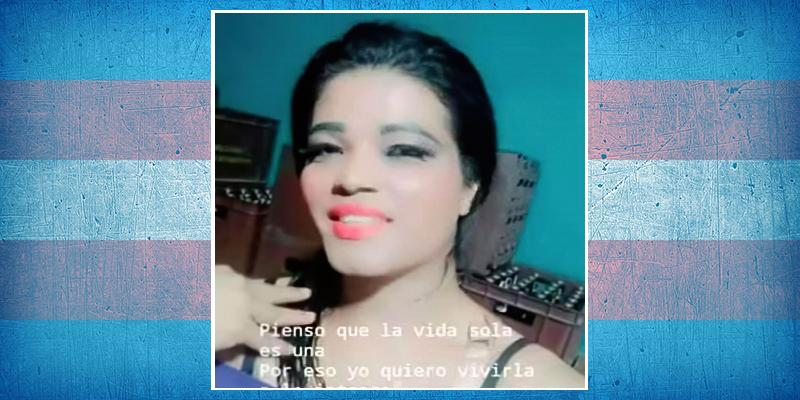 Pienso que la vida sola
es una
Por eso yo quiero vivirla